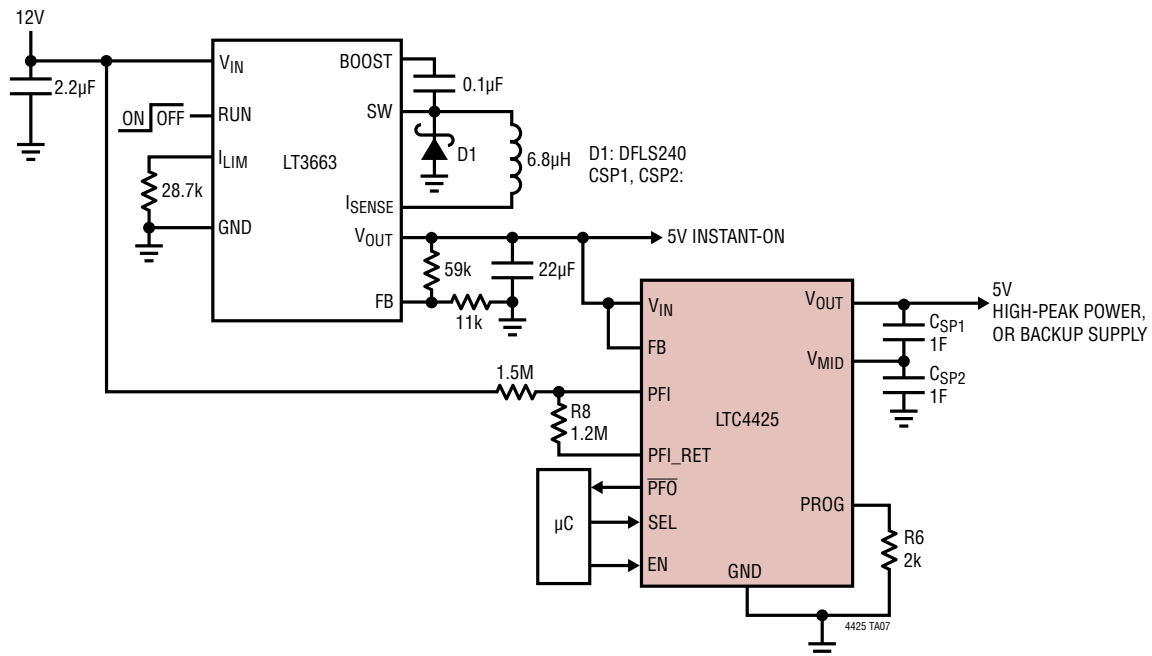 12V
2.2µF
VIN
BOOST
0.1µF
ON OFF
RUN
SW
D1
6.8µH
D1: DFLS240
CSP1, CSP2:
ILIM
LT3663
28.7k
ISENSE
GND
VOUT
5V INSTANT-ON
59k
22µF
FB
11k
VIN
VOUT
5V
HIGH-PEAK POWER,
OR BACKUP SUPPLY
CSP1
1F
FB
VMID
CSP2
1F
1.5M
PFI
R8
1.2M
LTC4425
PFI_RET
PFO
µC
SEL
PROG
EN
R6
2k
GND
4425 TA07